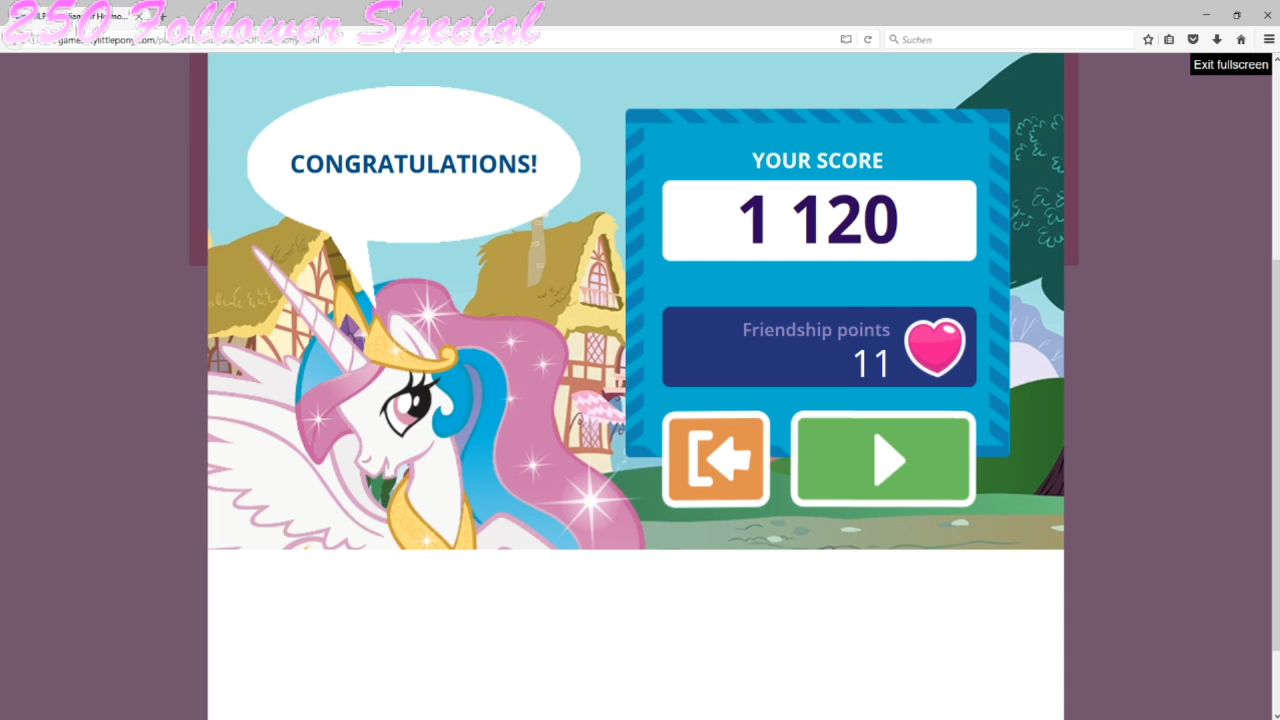 250 Follower Special
Suchen
Exit fullscreen
CONGRATULATIONS!
YOUR SCORE
1 120
Friendship points
11